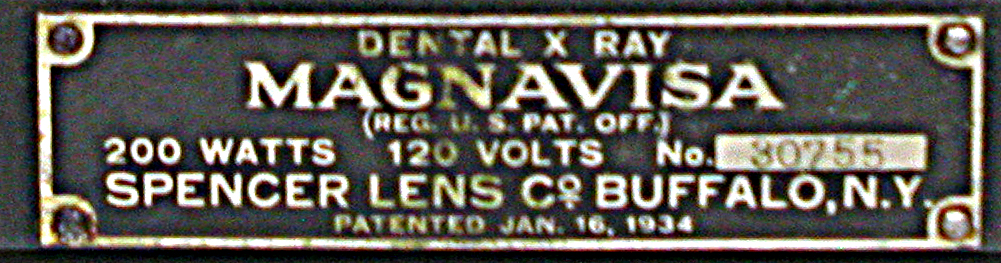 DENTAL X RAY
MAGNAVISA
(REG. U. S. PAT. OFF.)
200 WATTS 120 VOLTS No. 30755
SPENCER LENS Co. BUFFALO, N.Y.
PATENTED JAN. 16, 1934